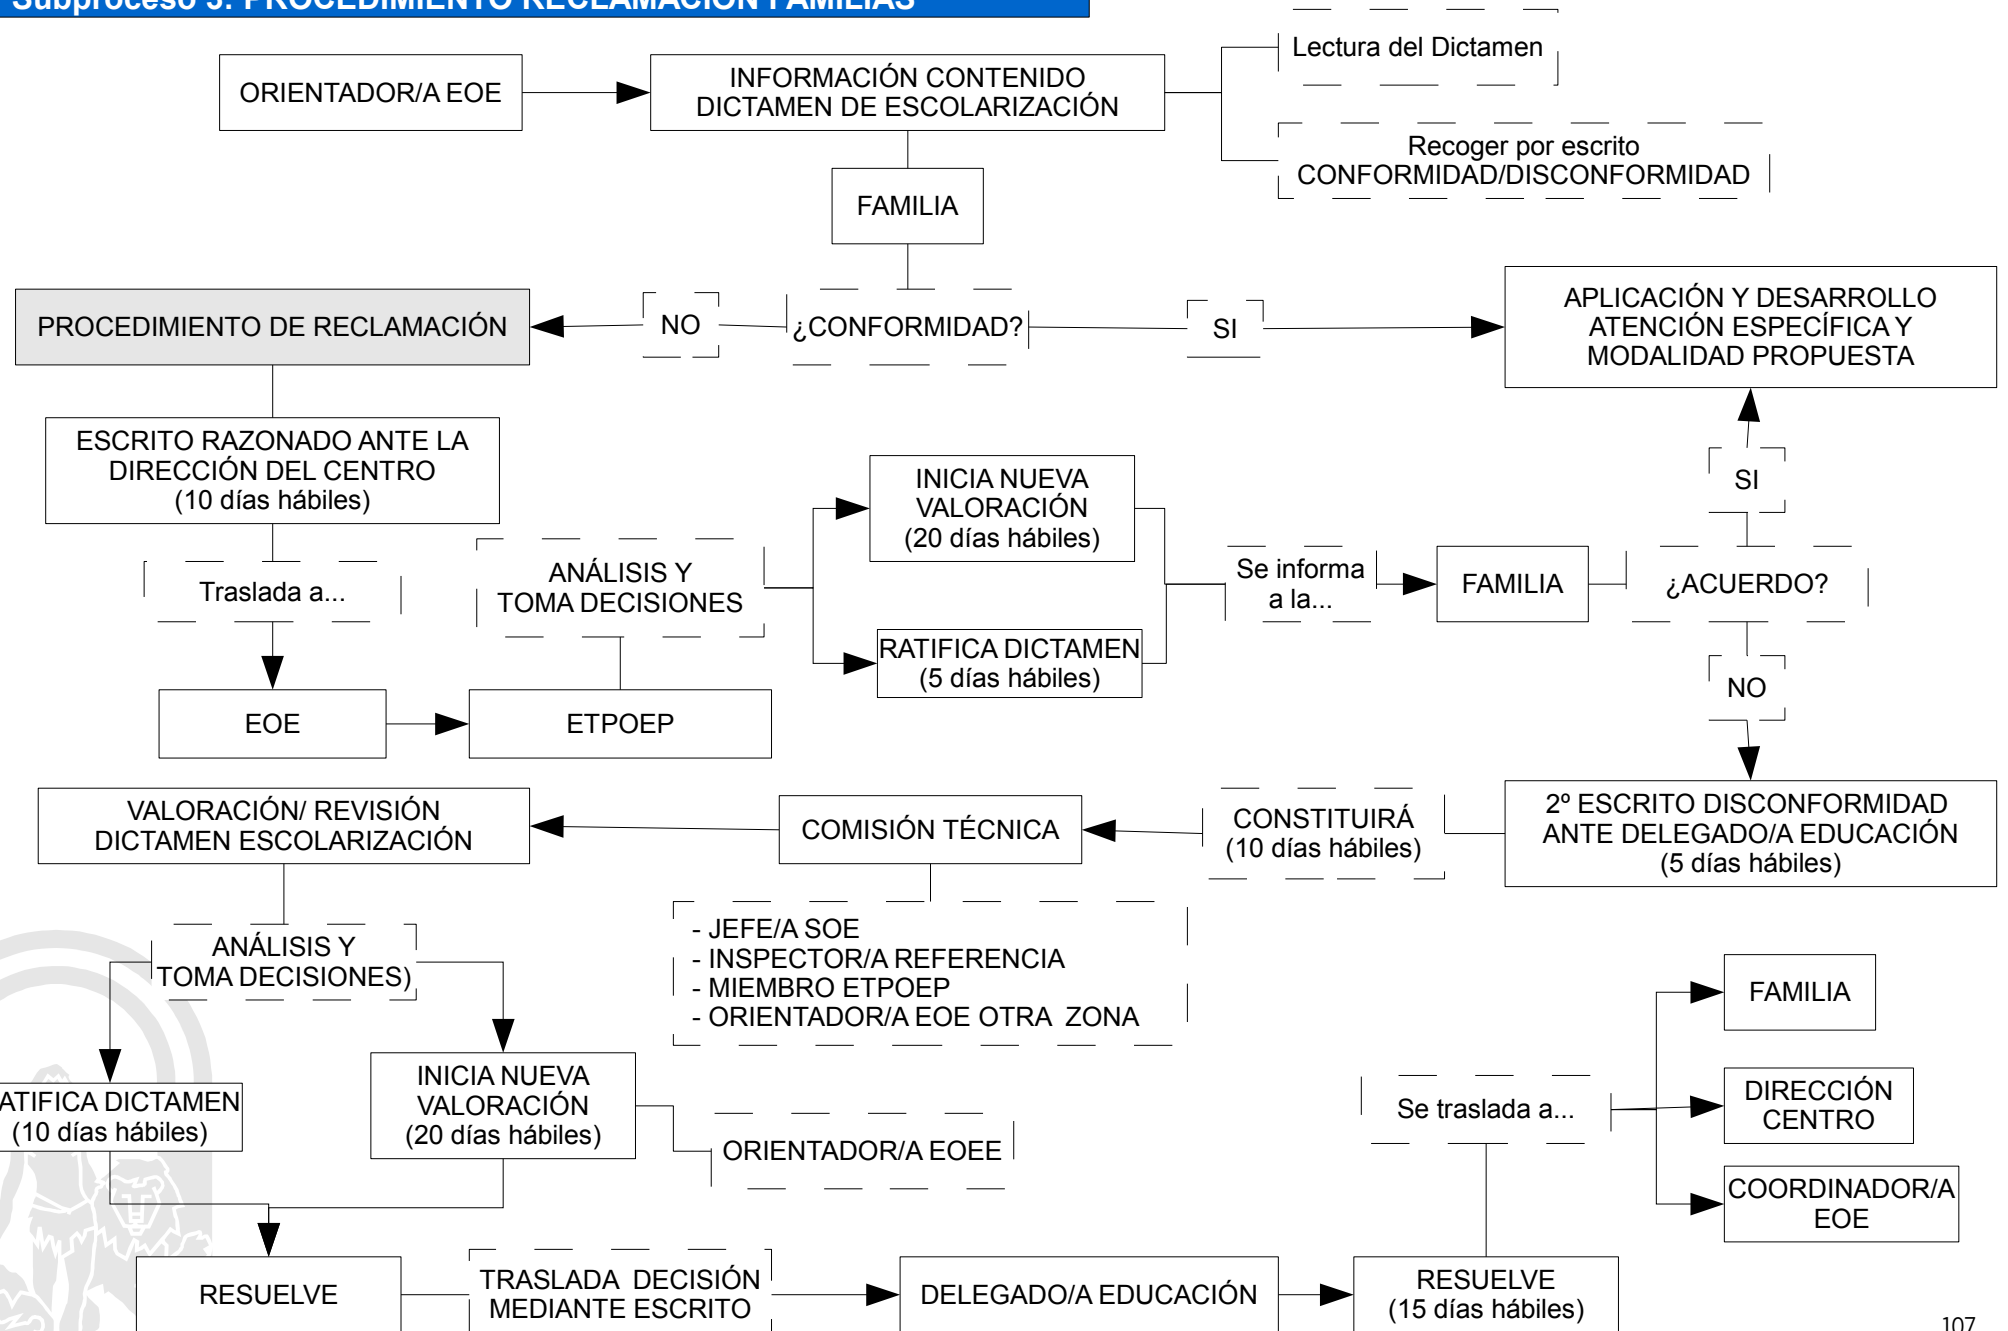 Subproceso 3: PROCEDIMIENTO RECLAMACIÓN FAMILIAS
ORIENTADOR/A EOE
INFORMACIÓN CONTENIDO
DICTAMEN DE ESCOLARIZACIÓN
Lectura del Dictamen
Recoger por escrito
CONFORMIDAD/DISCONFORMIDAD
FAMILIA
PROCEDIMIENTO DE RECLAMACIÓN
NO
¿CONFORMIDAD?
SI
APLICACIÓN Y DESARROLLO
ATENCIÓN ESPECÍFICA Y
MODALIDAD PROPUESTA
ESCRITO RAZONADO ANTE LA
DIRECCIÓN DEL CENTRO
(10 días hábiles)
Traslada a...
EOE
ETPOEP
ANÁLISIS Y
TOMA DECISIONES
INICIA NUEVA
VALORACIÓN
(20 días hábiles)
RATIFICA DICTAMEN
(5 días hábiles)
Se informa
a la...
FAMILIA
¿ACUERDO?
SI
NO
2º ESCRITO DISCONFORMIDAD
ANTE DELEGADO/A EDUCACIÓN
(5 días hábiles)
CONSTITUIRÁ
(10 días hábiles)
COMISIÓN TÉCNICA
- JEFE/A SOE
- INSPECTOR/A REFERENCIA
- MIEMBRO ETPOEP
- ORIENTADOR/A EOE OTRA ZONA
VALORACIÓN/ REVISIÓN
DICTAMEN ESCOLARIZACIÓN
ANÁLISIS Y
TOMA DECISIONES)
ATIFICA DICTAMEN
(10 días hábiles)
INICIA NUEVA
VALORACIÓN
(20 días hábiles)
ORIENTADOR/A EOEE
RESUELVE
TRASLADA DECISIÓN
MEDIANTE ESCRITO
DELEGADO/A EDUCACIÓN
RESUELVE
(15 días hábiles)
Se traslada a...
FAMILIA
DIRECCIÓN
CENTRO
COORDINADOR/A
EOE
107